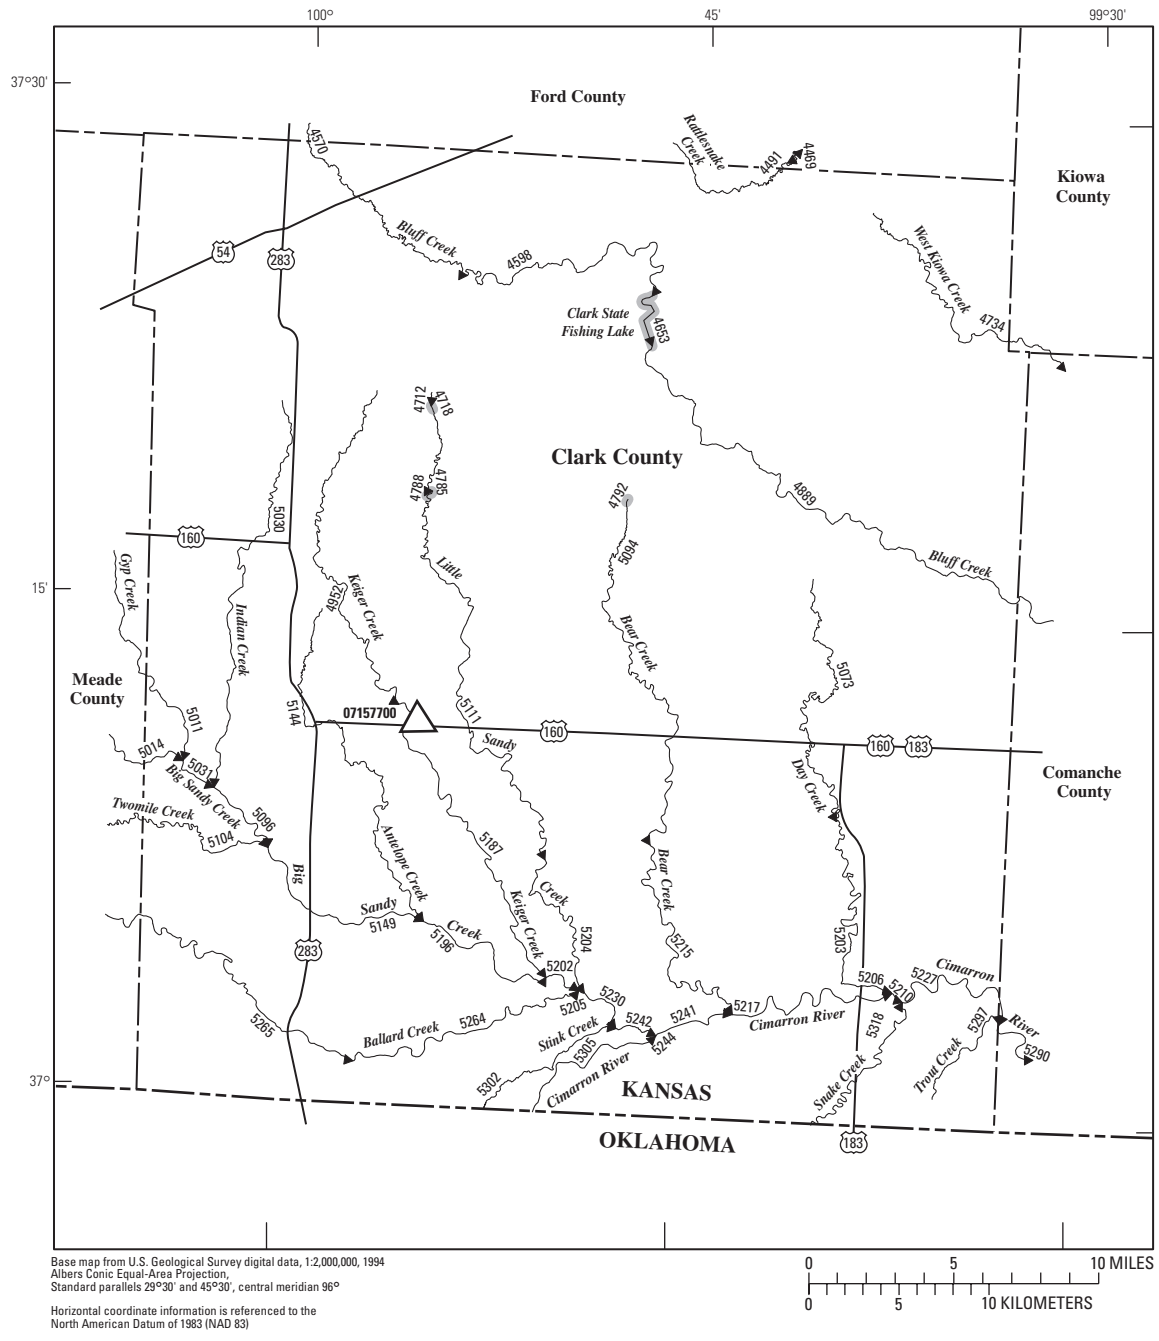 100°
45'
99°30'
37°30'
Ford County
4570
Rattlesnake
Creek
4491
4469
Kiowa
County
54
283
Bluff Creek
4598
West Kiowa Creek
Clark State
Fishing Lake
4653
4734
4712
4718
Clark County
4788
4785
4792
4889
5030
160
5094
Bluff Creek
Gyp Creek
Little
15'
4952
Keiger Creek
Indian Creek
Bear Creek
5073
Meade
County
5011
5144
07157700
5111
160
Sandy
160
183
5014
5031
Big Sandy Creek
Day Creek
Comanche
County
Twomile Creek
5096
5104
5187
Antelope Creek
Big
Bear Creek
Sandy
5149
Creek
5196
Keiger Creek
Creek
5204
5215
5203
283
5202
5206
5210
5227
Cimarron
5205
5230
5265
Ballard Creek
5264
Stink Creek
5242
5241
5217
Cimarron River
5318
5297
River
5244
5305
5290
5302
Cimarron River
Snake Creek
Trout Creek
37°
KANSAS
OKLAHOMA
183
Base map from U.S. Geological Survey digital data, 1:2,000,000, 1994
Albers Conic Equal-Area Projection,
Standard parallels 29°30' and 45°30', central meridian 96°
Horizontal coordinate information is referenced to the
North American Datum of 1983 (NAD 83)
0 5 10 MILES
0 5 10 KILOMETERS